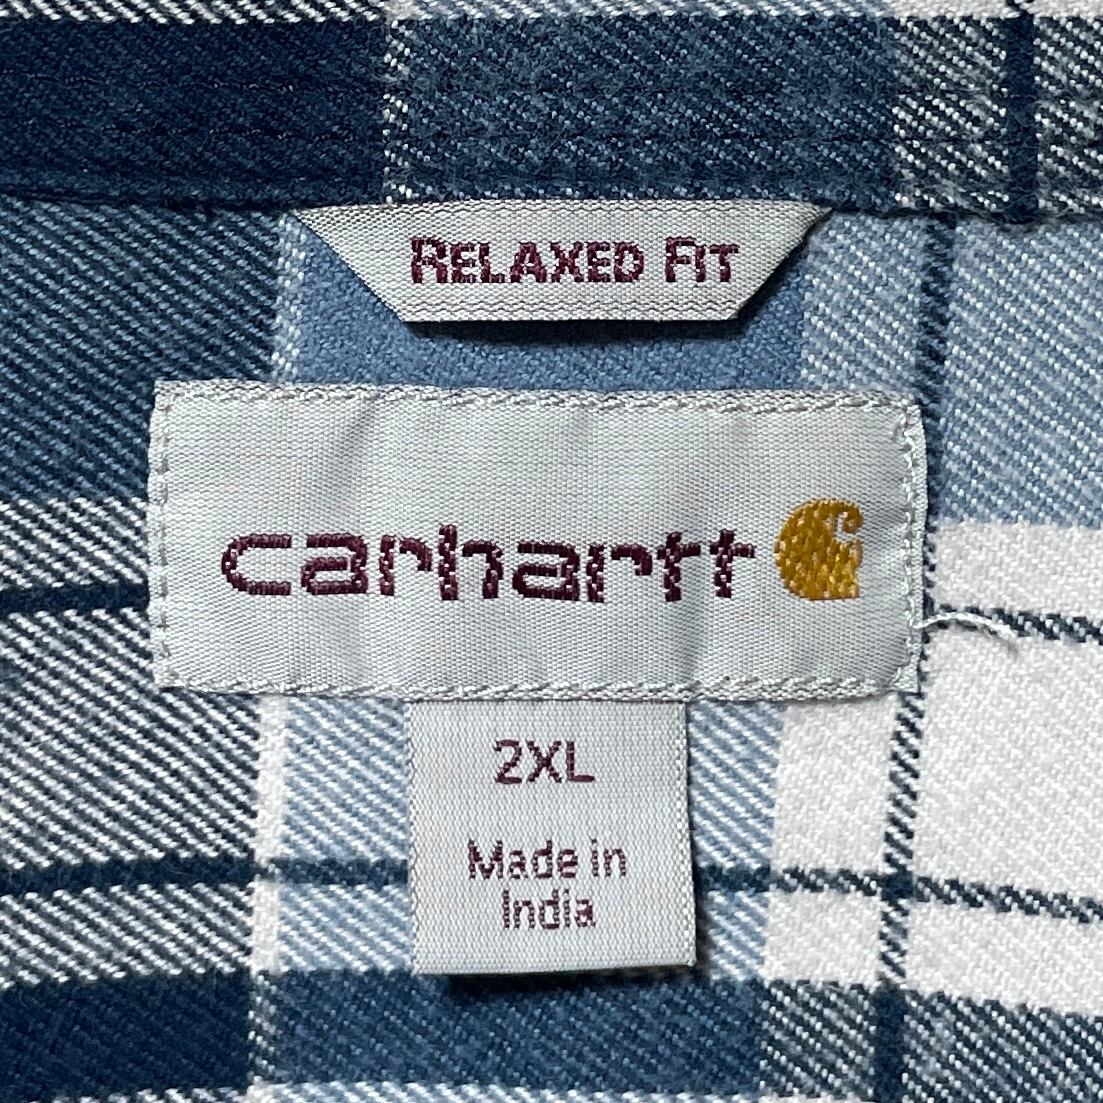 RELAXED FIT
carhartt
2XL
Made in
India